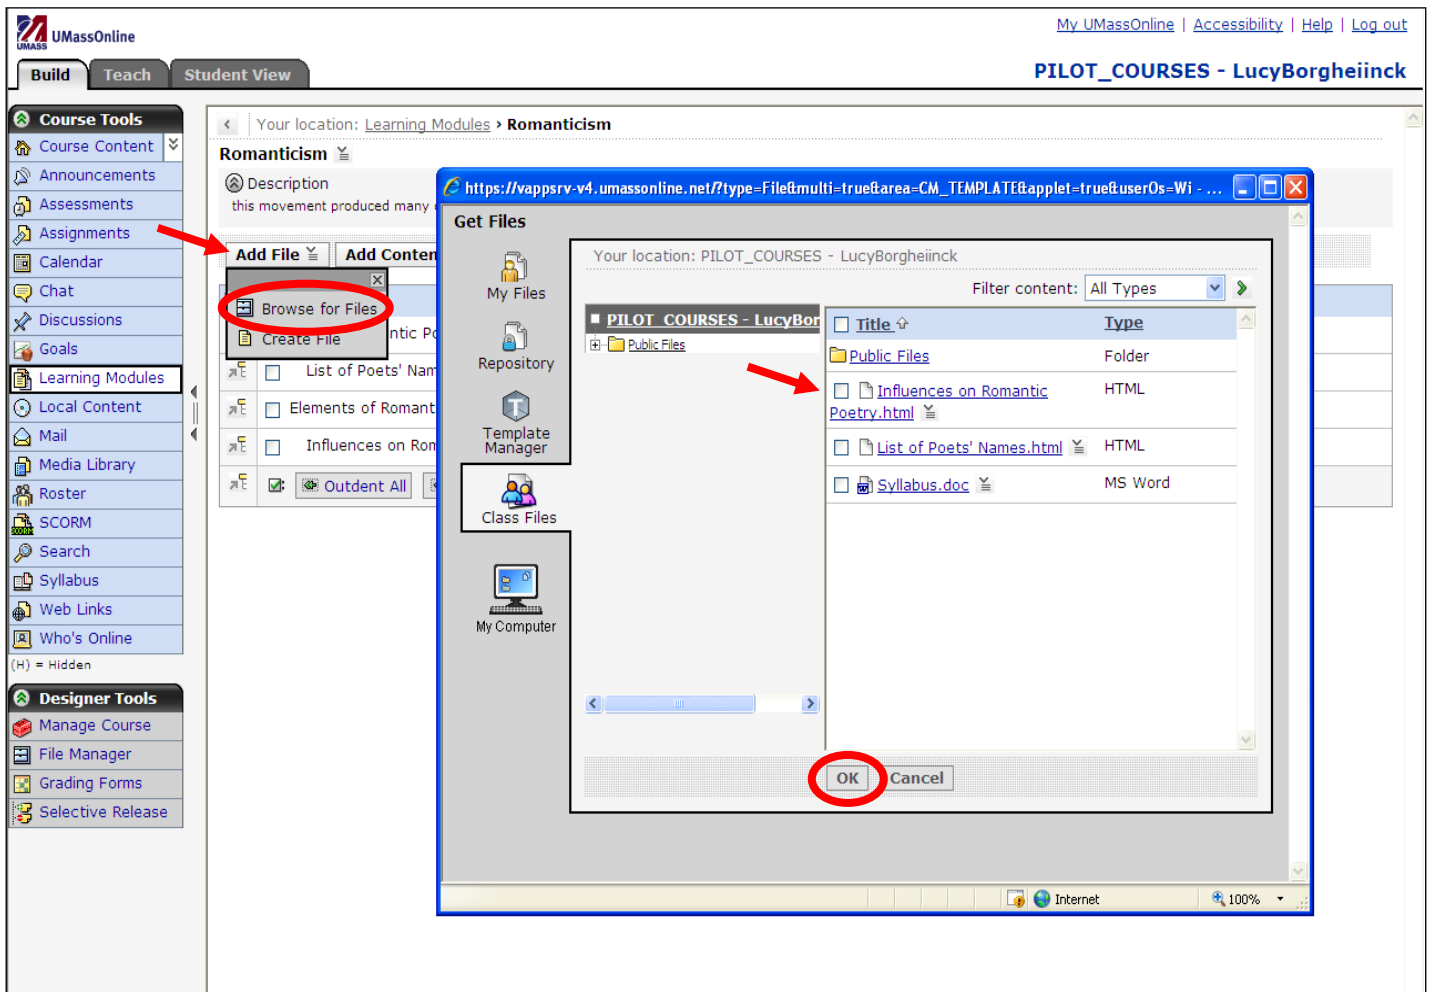 UMASS UMassOnline
My UMassOnline | Accessibility | Help | Log out
Build Teach Student View
PILOT_COURSES - LucyBorgheiinck
Course Tools
Course Content
Announcements
Assessments
Assignments
Calendar
Chat
Discussions
Goals
Learning Modules
Local Content
Mail
Media Library
Roster
SCORM
Search
Syllabus
Web Links
Who's Online
(H) = Hidden
Designer Tools
Manage Course
File Manager
Grading Forms
Selective Release
Your location: Learning Modules › Romanticism
Romanticism
Description
this movement produced many
Add File Add Conten
Browse for Files
Create File
ntic Po
List of Poets' Nam
Elements of Romant
Influences on Rom
Outdent All
https://vappsrv-v4.umassonline.net/?type=File&multi=true&area=CM_TEMPLATE&applet=true&userOs=Wi - ...
Get Files
My Files
Repository
Template
Manager
Class Files
My Computer
Your location: PILOT_COURSES - LucyBorgheiinck
Filter content: All Types
PILOT_COURSES - LucyBor
Public Files
Title Type
Public Files Folder
Influences on Romantic HTML
Poetry.html
List of Poets' Names.html HTML
Syllabus.doc MS Word
OK Cancel
Internet 100%